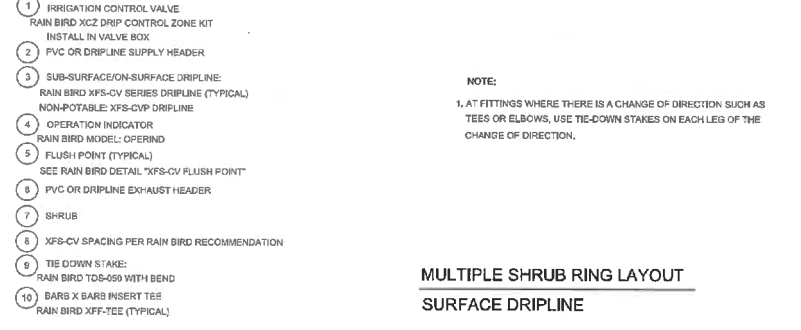 1 IRRIGATION CONTROL VALVE
RAIN BIRD XCZ DRIP CONTROL ZONE KIT
INSTALL IN VALVE BOX
2 PVC OR DRIPLINE SUPPLY HEADER
3 SUB-SURFACE/ON-SURFACE DRIPLINE:
RAIN BIRD XFS-CV SERIES DRIPLINE (TYPICAL)
NON-POTABLE: XFS-CVP DRIPLINE
4 OPERATION INDICATOR
RAIN BIRD MODEL: OPERIND
5 FLUSH POINT (TYPICAL)
SEE RAIN BIRD DETAIL "XFS-CV FLUSH POINT"
6 PVC OR DRIPLINE EXHAUST HEADER
7 SHRUB
8 XFS-CV SPACING PER RAIN BIRD RECOMMENDATION
9 TIE DOWN STAKE:
RAIN BIRD TDS-050 WITH BEND
10 BARB X BARB INSERT TEE
RAIN BIRD XFF-TEE (TYPICAL)
NOTE:
1. AT FITTINGS WHERE THERE IS A CHANGE OF DIRECTION SUCH AS
TEES OR ELBOWS, USE TIE-DOWN STAKES ON EACH LEG OF THE
CHANGE OF DIRECTION.
MULTIPLE SHRUB RING LAYOUT
SURFACE DRIPLINE